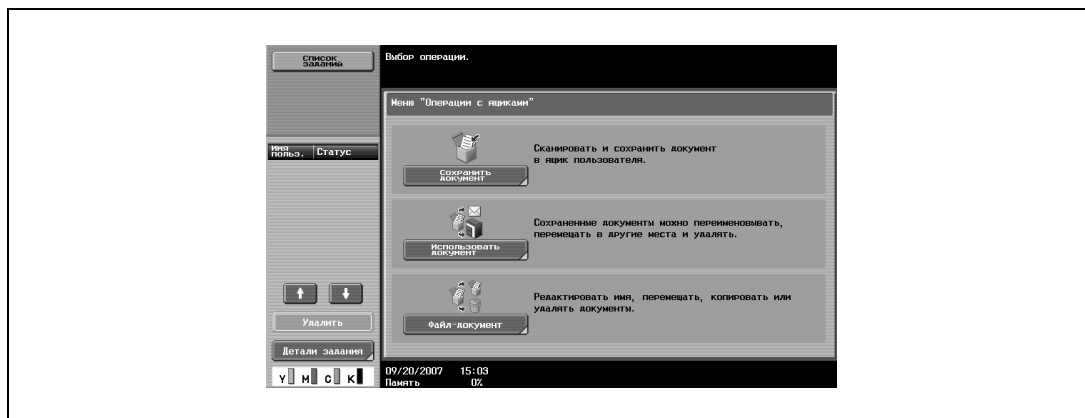 Список
заданий
Выбор операции.
Меню "Операции с ящиками"
Имя
польз. Статус
Сканировать и сохранить документ
в ящик пользователя.
Сохранить
документ
Сохраненные документы можно переименовывать,
перемещать в другие места и удалять.
Использовать
документ
Редактировать имя, перемещать, копировать или
удалять документы.
Файл-документ
Удалить
Детали задания
Y M C K
09/20/2007 15:03
Память 0%